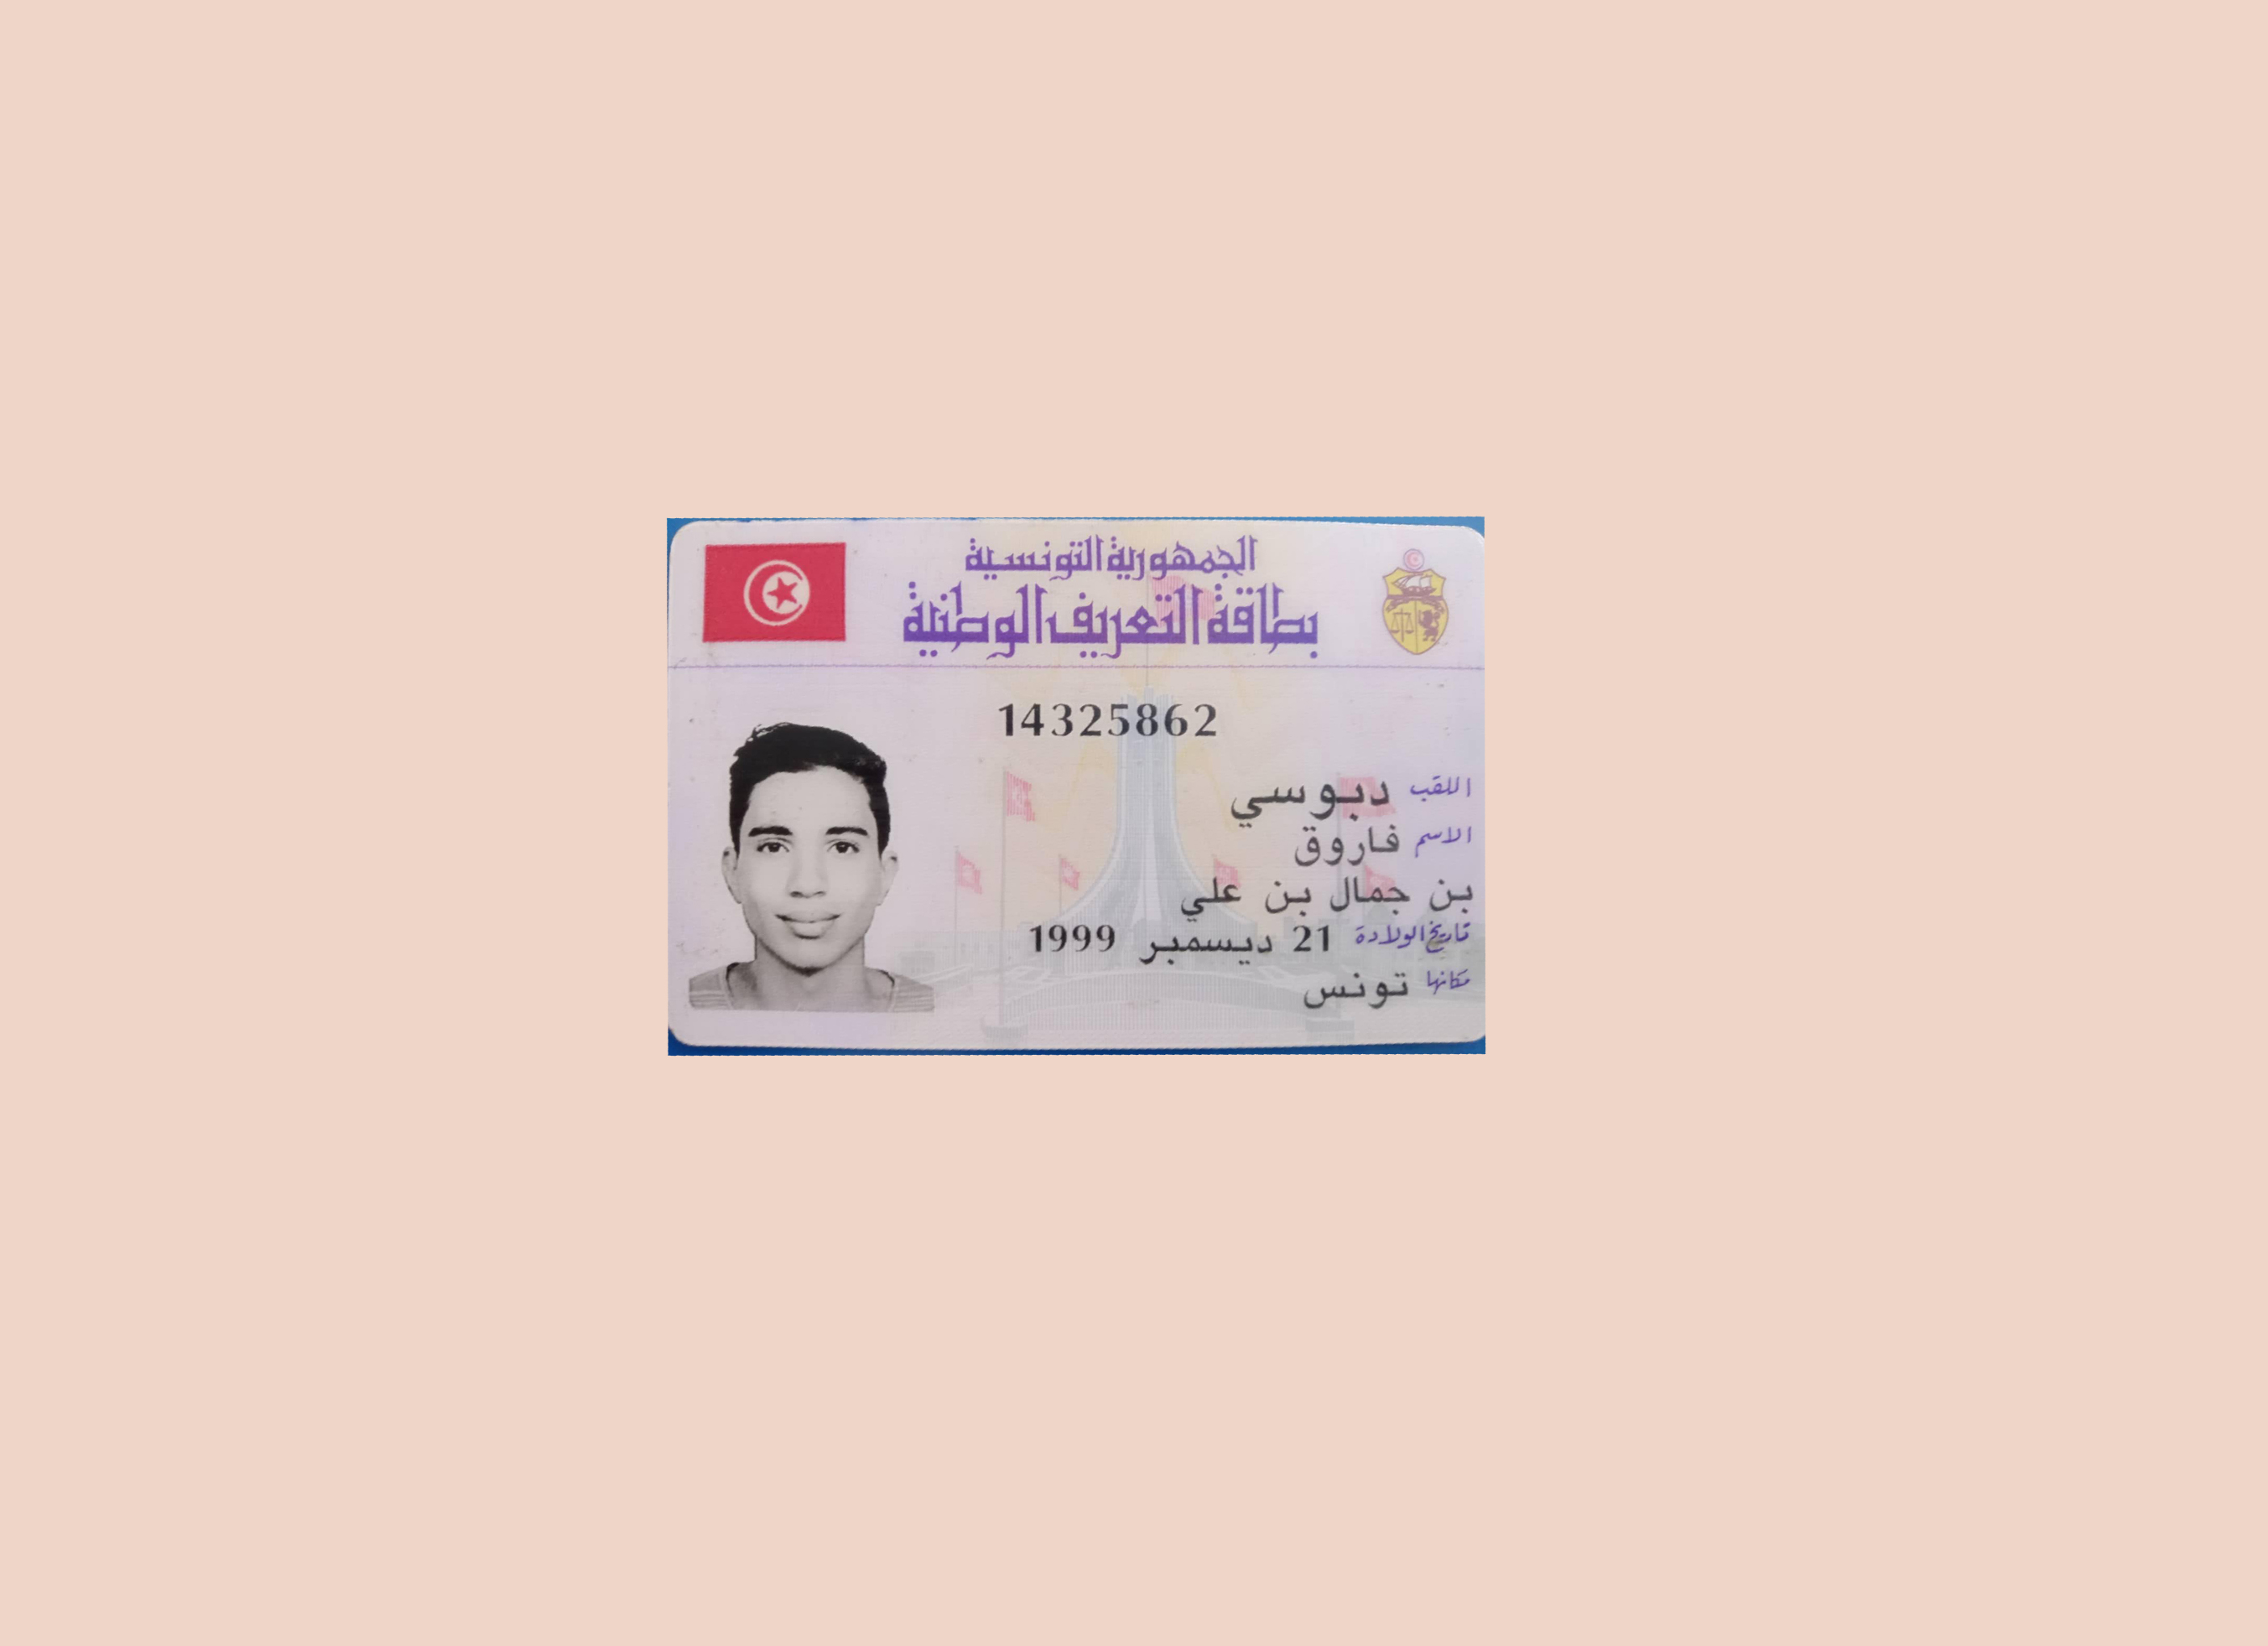 الجمهورية التونسية
بطاقة التعريف الوطنية
14325862
اللقب دبوسي
الاسم فاروق
بن جمال بن علي
تاريخ الولادة 21 ديسمبر 1999
مكانها تونس